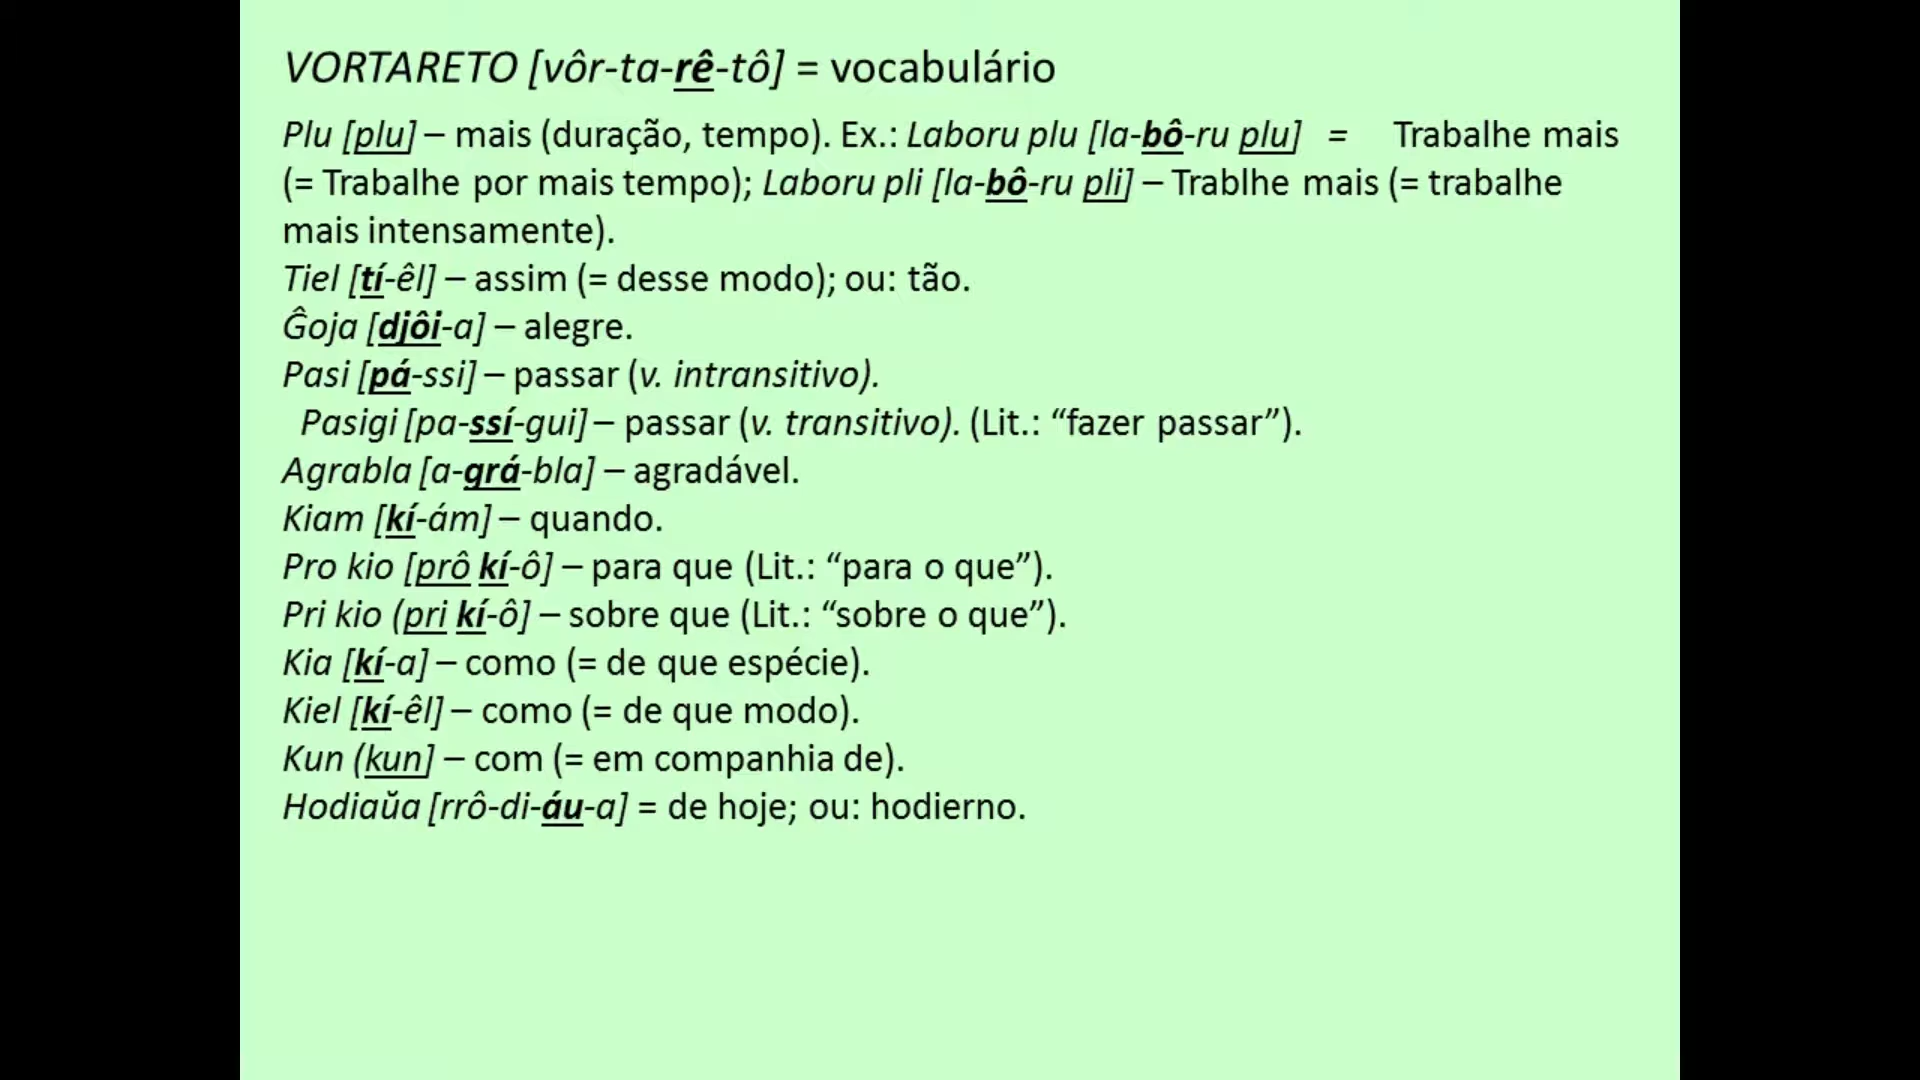 VORTARETO [vôr-ta-rê-tô] = vocabulário
Plu [plu] – mais (duração, tempo). Ex.: Laboru plu [la-bô-ru plu] = Trabalhe mais
(= Trabalhe por mais tempo); Laboru pli [la-bô-ru pli] – Trablhe mais (= trabalhe
mais intensamente).
Tiel [tí-êl] – assim (= desse modo); ou: tão.
Ĝoja [djôi-a] – alegre.
Pasi [pá-ssi] – passar (v. intransitivo).
Pasigi [pa-ssí-gui] – passar (v. transitivo). (Lit.: “fazer passar”).
Agrabla [a-grá-bla] – agradável.
Kiam [kí-ám] – quando.
Pro kio [prô kí-ô] – para que (Lit.: “para o que”).
Pri kio (pri kí-ô] – sobre que (Lit.: “sobre o que”).
Kia [kí-a] – como (= de que espécie).
Kiel [kí-êl] – como (= de que modo).
Kun (kun] – com (= em companhia de).
Hodiaŭa [rrô-di-áu-a] = de hoje; ou: hodierno.